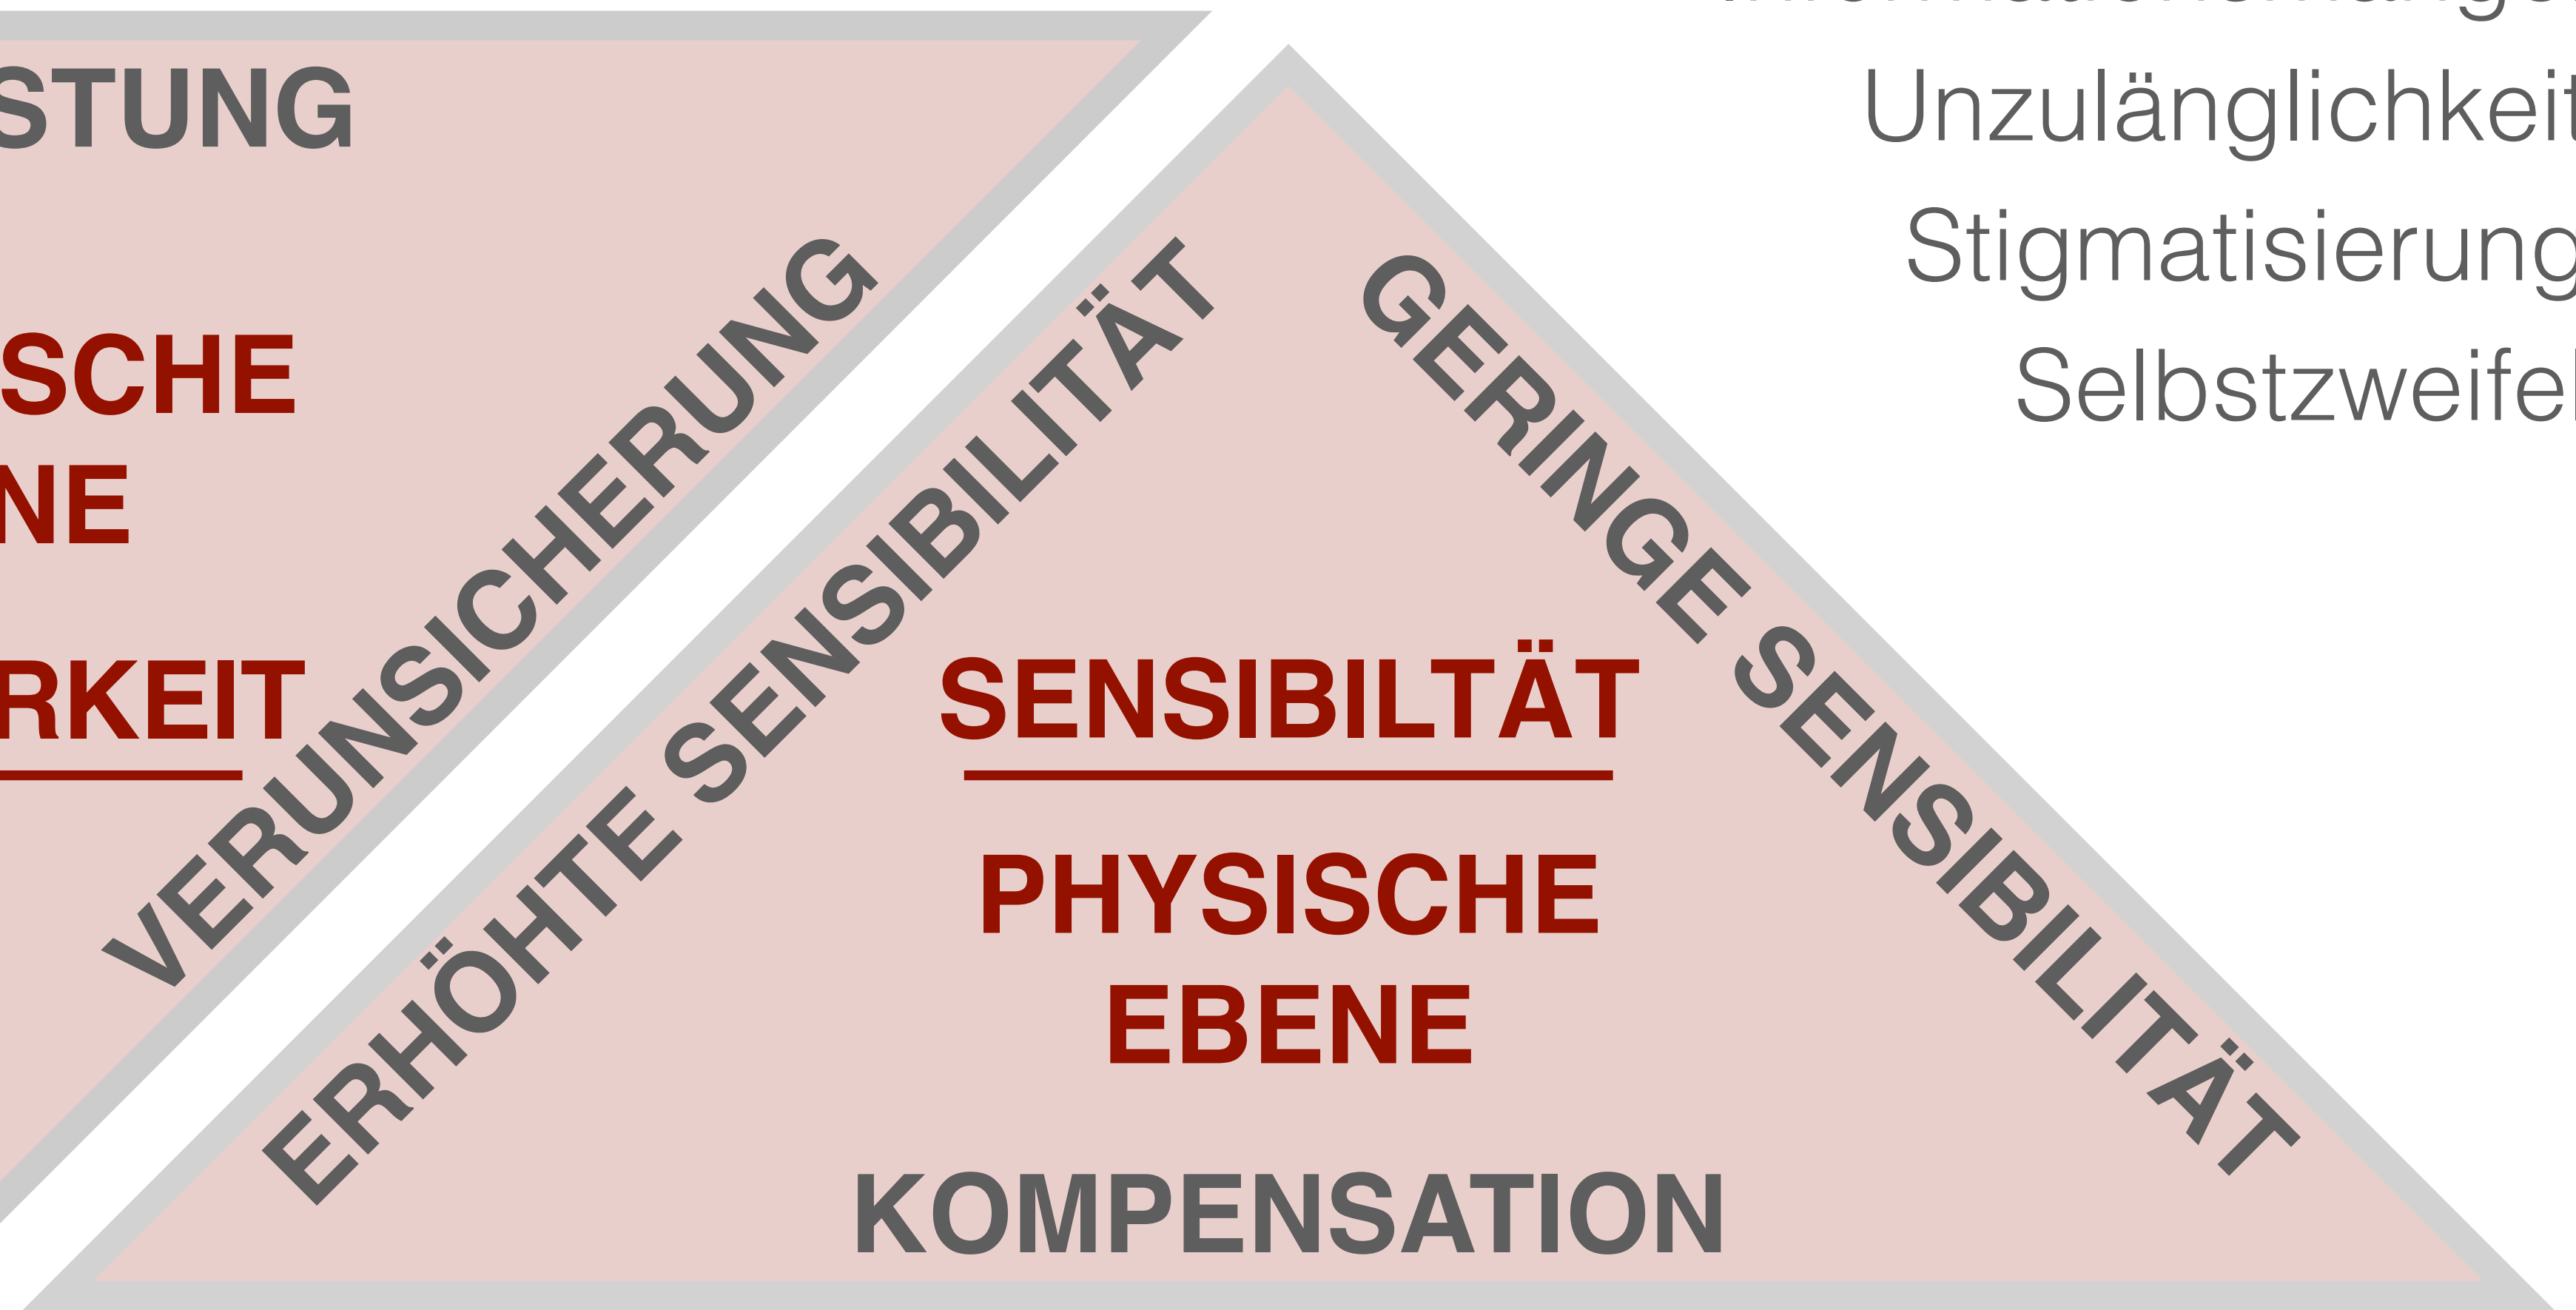 STUNG
SCHE
NE
RKEIT
VERUNSICHERUNG
ERHÖHTE SENSIBILITÄT
GERINGE SENSIBILITÄT
SENSIBILTÄT
PHYSISCHE
EBENE
KOMPENSATION
Unzulänglichkeit
Stigmatisierung
Selbstzweifel